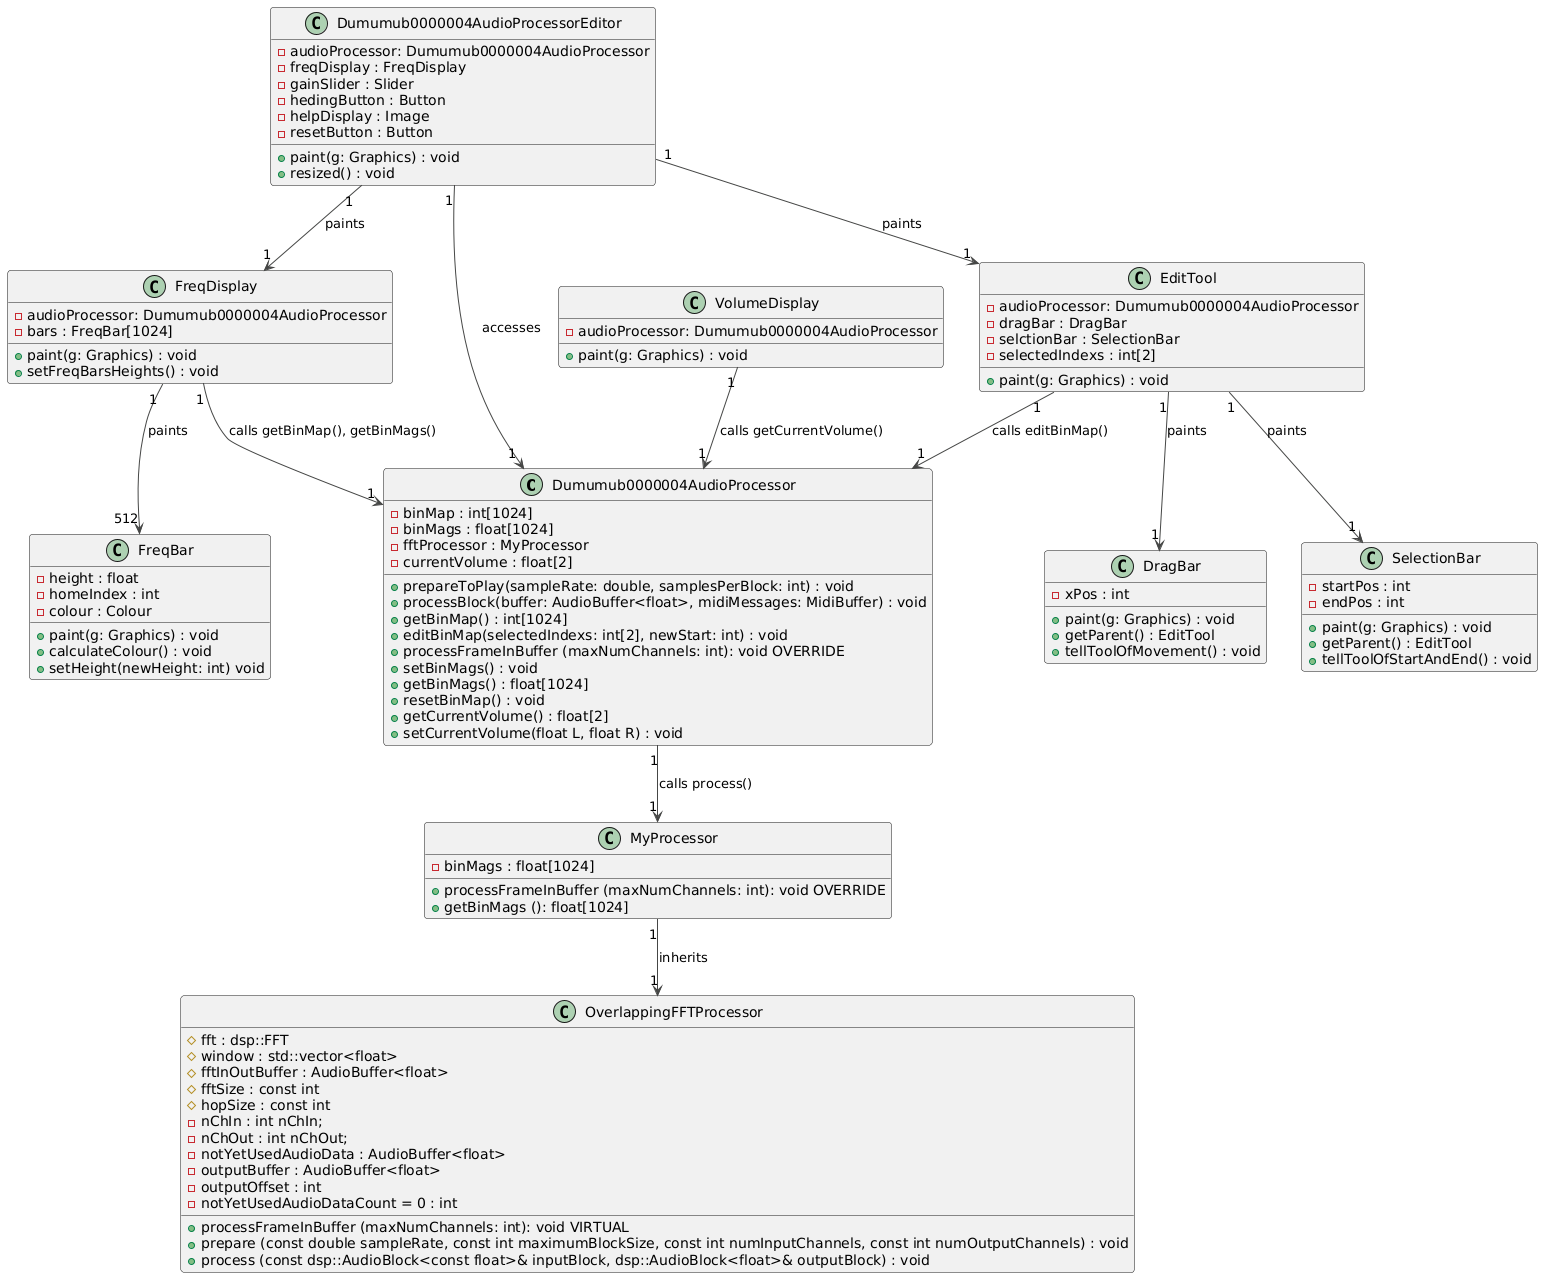 C Dumumub0000004AudioProcessorEditor
audioProcessor: Dumumub0000004AudioProcessor
freqDisplay : FreqDisplay
gainSlider : Slider
hedingButton : Button
helpDisplay : Image
resetButton : Button
paint(g: Graphics) : void
resized() : void
1
1
1
paints
1
accesses
1
paints
1
C FreqDisplay
audioProcessor: Dumumub0000004AudioProcessor
bars : FreqBar[1024]
paint(g: Graphics) : void
setFreqBarsHeights() : void
C VolumeDisplay
audioProcessor: Dumumub0000004AudioProcessor
paint(g: Graphics) : void
C EditTool
audioProcessor: Dumumub0000004AudioProcessor
dragBar : DragBar
selctionBar : SelectionBar
selectedIndexs : int[2]
paint(g: Graphics) : void
1
paints
512
1
calls getBinMap(), getBinMags()
1
1
1
calls getCurrentVolume()
1
1
calls editBinMap()
1
1
paints
1
1
paints
1
C FreqBar
height : float
homeIndex : int
colour : Colour
paint(g: Graphics) : void
calculateColour() : void
setHeight(newHeight: int) void
C Dumumub0000004AudioProcessor
binMap : int[1024]
binMags : float[1024]
fftProcessor : MyProcessor
currentVolume : float[2]
prepareToPlay(sampleRate: double, samplesPerBlock: int) : void
processBlock(buffer: AudioBuffer<float>, midiMessages: MidiBuffer) : void
getBinMap() : int[1024]
editBinMap(selectedIndexs: int[2], newStart: int) : void
processFrameInBuffer (maxNumChannels: int): void OVERRIDE
setBinMags() : void
getBinMags() : float[1024]
resetBinMap() : void
getCurrentVolume() : float[2]
setCurrentVolume(float L, float R) : void
C DragBar
xPos : int
paint(g: Graphics) : void
getParent() : EditTool
tellToolOfMovement() : void
C SelectionBar
startPos : int
endPos : int
paint(g: Graphics) : void
getParent() : EditTool
tellToolOfStartAndEnd() : void
1
calls process()
1
C MyProcessor
binMags : float[1024]
processFrameInBuffer (maxNumChannels: int): void OVERRIDE
getBinMags (): float[1024]
1
inherits
1
C OverlappingFFTProcessor
fft : dsp::FFT
window : std::vector<float>
fftInOutBuffer : AudioBuffer<float>
fftSize : const int
hopSize : const int
nChIn : int nChIn;
nChOut : int nChOut;
notYetUsedAudioData : AudioBuffer<float>
outputBuffer : AudioBuffer<float>
outputOffset : int
notYetUsedAudioDataCount = 0 : int
processFrameInBuffer (maxNumChannels: int): void VIRTUAL
prepare (const double sampleRate, const int maximumBlockSize, const int numInputChannels, const int numOutputChannels) : void
process (const dsp::AudioBlock<const float>& inputBlock, dsp::AudioBlock<float>& outputBlock) : void